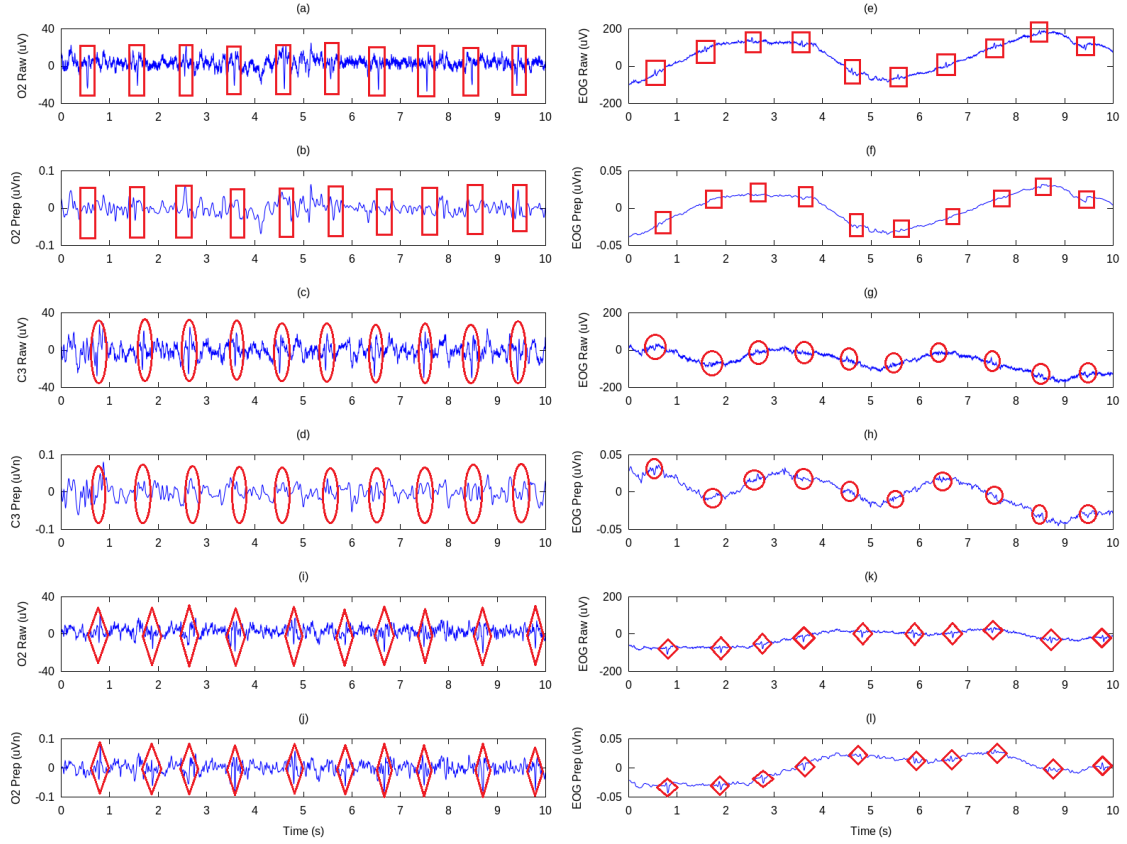 (a)
O2 Raw (uV)
40
0
-40
0 1 2 3 4 5 6 7 8 9 10
(e)
EOG Raw (uV)
200
0
-200
0 1 2 3 4 5 6 7 8 9 10
(b)
O2 Prep (uVn)
0.1
0
-0.1
0 1 2 3 4 5 6 7 8 9 10
(f)
EOG Prep (uVn)
0.05
0
-0.05
0 1 2 3 4 5 6 7 8 9 10
(c)
C3 Raw (uV)
40
0
-40
0 1 2 3 4 5 6 7 8 9 10
(g)
EOG Raw (uV)
200
0
-200
0 1 2 3 4 5 6 7 8 9 10
(d)
C3 Prep (uVn)
0.1
0
-0.1
0 1 2 3 4 5 6 7 8 9 10
(h)
EOG Prep (uVn)
0.05
0
-0.05
0 1 2 3 4 5 6 7 8 9 10
(i)
O2 Raw (uV)
40
0
-40
0 1 2 3 4 5 6 7 8 9 10
(k)
EOG Raw (uV)
200
0
-200
0 1 2 3 4 5 6 7 8 9 10
(j)
O2 Prep (uVn)
0.1
0
-0.1
0 1 2 3 4 5 6 7 8 9 10
Time (s)
(l)
EOG Prep (uVn)
0.05
0
-0.05
0 1 2 3 4 5 6 7 8 9 10
Time (s)